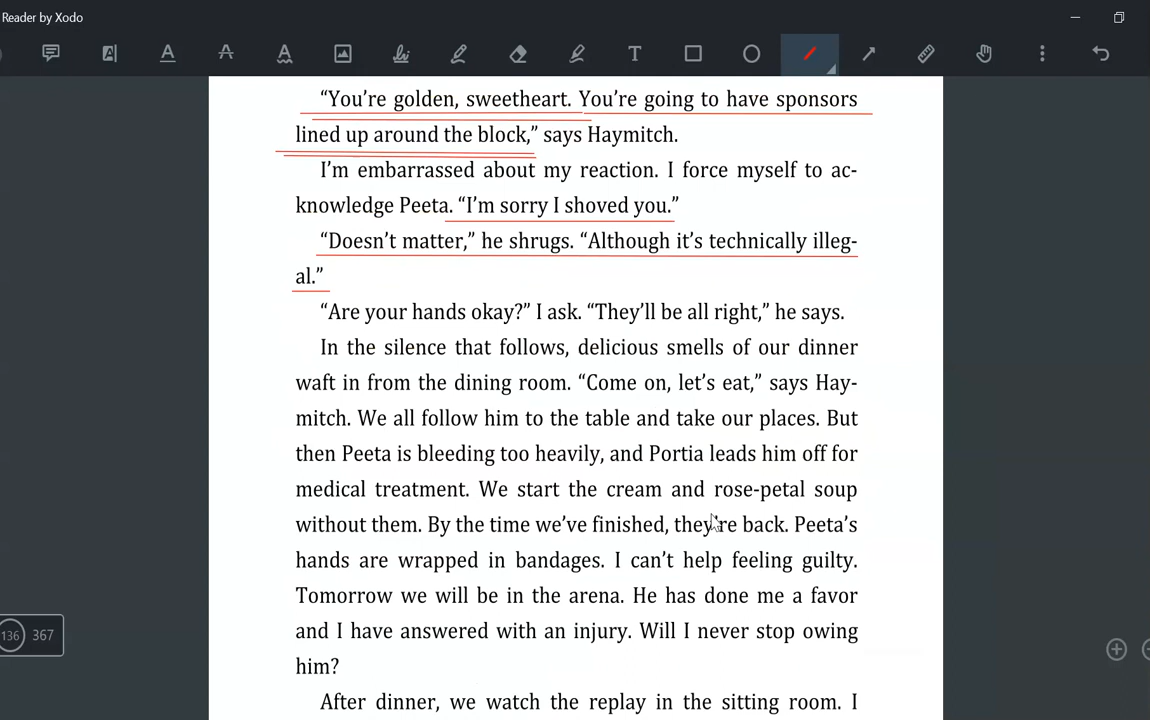 Reader by Xodo
T
“You’re golden, sweetheart. You’re going to have sponsors
lined up around the block,” says Haymitch.
I’m embarrassed about my reaction. I force myself to ac-
knowledge Peeta. “I’m sorry I shoved you.”
“Doesn’t matter,” he shrugs. “Although it’s technically illeg-
al.”
“Are your hands okay?” I ask. “They’ll be all right,” he says.
In the silence that follows, delicious smells of our dinner
waft in from the dining room. “Come on, let’s eat,” says Hay-
mitch. We all follow him to the table and take our places. But
then Peeta is bleeding too heavily, and Portia leads him off for
medical treatment. We start the cream and rose-petal soup
without them. By the time we’ve finished, they’re back. Peeta’s
hands are wrapped in bandages. I can’t help feeling guilty.
Tomorrow we will be in the arena. He has done me a favor
and I have answered with an injury. Will I never stop owing
him?
After dinner, we watch the replay in the sitting room. I
136 367